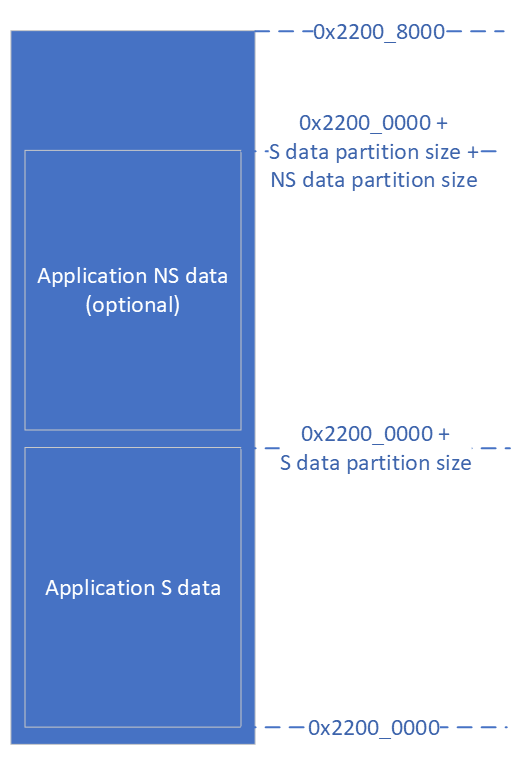 0x2200_8000
0x2200_0000 +
S data partition size +
NS data partition size
Application NS data
(optional)
0x2200_0000 +
S data partition size
Application S data
0x2200_0000